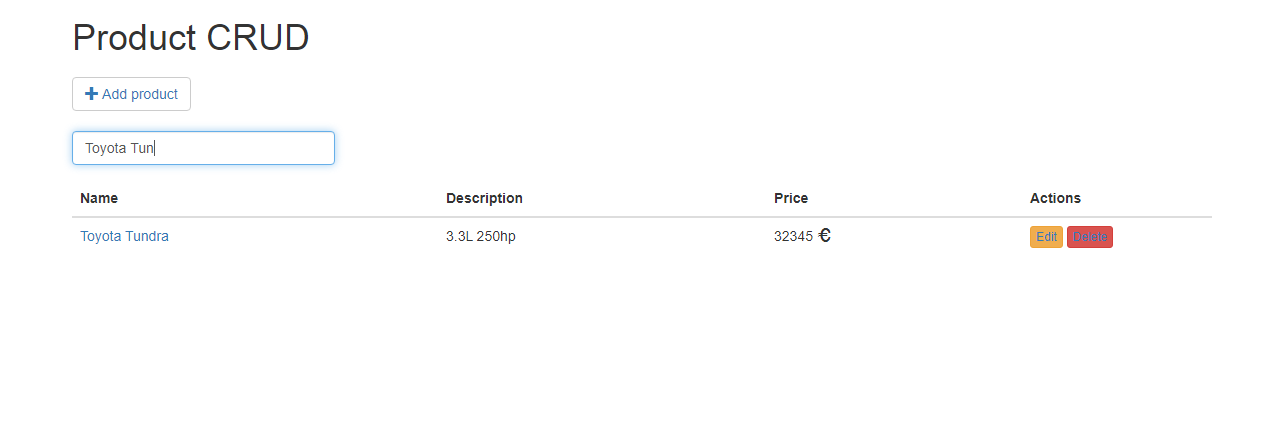 Product CRUD
Add product
Toyota Tun
Name Description Price Actions
Toyota Tundra 3.3L 250hp 32345 € Edit Delete